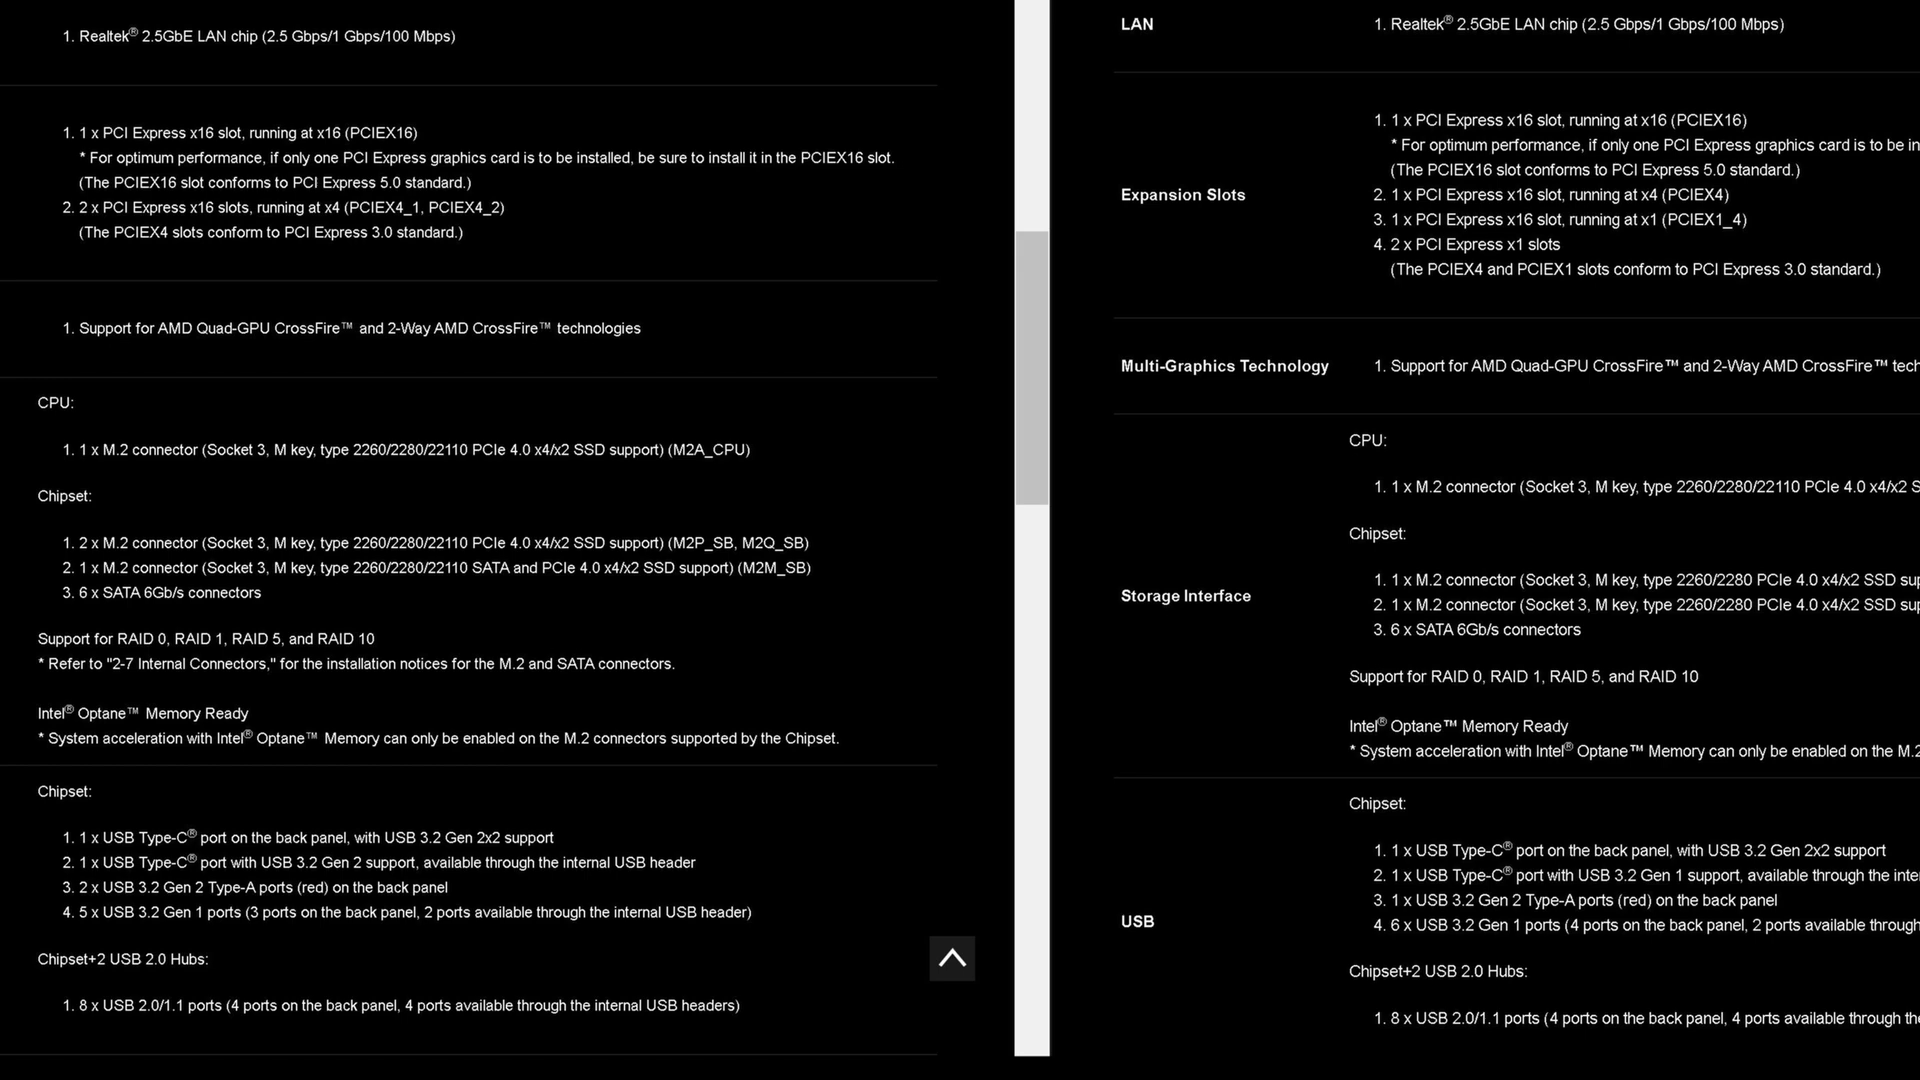 1. Realtek® 2.5GbE LAN chip (2.5 Gbps/1 Gbps/100 Mbps)
1. 1 x PCI Express x16 slot, running at x16 (PCIEX16)
* For optimum performance, if only one PCI Express graphics card is to be installed, be sure to install it in the PCIEX16 slot.
(The PCIEX16 slot conforms to PCI Express 5.0 standard.)
2. 2 x PCI Express x16 slots, running at x4 (PCIEX4_1, PCIEX4_2)
(The PCIEX4 slots conform to PCI Express 3.0 standard.)
1. Support for AMD Quad-GPU CrossFire™ and 2-Way AMD CrossFire™ technologies
CPU:
1. 1 x M.2 connector (Socket 3, M key, type 2260/2280/22110 PCIe 4.0 x4/x2 SSD support) (M2A_CPU)
Chipset:
1. 2 x M.2 connector (Socket 3, M key, type 2260/2280/22110 PCIe 4.0 x4/x2 SSD support) (M2P_SB, M2Q_SB)
2. 1 x M.2 connector (Socket 3, M key, type 2260/2280/22110 SATA and PCIe 4.0 x4/x2 SSD support) (M2M_SB)
3. 6 x SATA 6Gb/s connectors
Support for RAID 0, RAID 1, RAID 5, and RAID 10
* Refer to "2-7 Internal Connectors," for the installation notices for the M.2 and SATA connectors.
Intel® Optane™ Memory Ready
* System acceleration with Intel® Optane™ Memory can only be enabled on the M.2 connectors supported by the Chipset.
Chipset:
1. 1 x USB Type-C® port on the back panel, with USB 3.2 Gen 2x2 support
2. 1 x USB Type-C® port with USB 3.2 Gen 2 support, available through the internal USB header
3. 2 x USB 3.2 Gen 2 Type-A ports (red) on the back panel
4. 5 x USB 3.2 Gen 1 ports (3 ports on the back panel, 2 ports available through the internal USB header)
Chipset+2 USB 2.0 Hubs:
1. 8 x USB 2.0/1.1 ports (4 ports on the back panel, 4 ports available through the internal USB headers)
LAN
1. Realtek® 2.5GbE LAN chip (2.5 Gbps/1 Gbps/100 Mbps)
Expansion Slots
1. 1 x PCI Express x16 slot, running at x16 (PCIEX16)
* For optimum performance, if only one PCI Express graphics card is to be in
(The PCIEX16 slot conforms to PCI Express 5.0 standard.)
2. 1 x PCI Express x16 slot, running at x4 (PCIEX4)
3. 1 x PCI Express x16 slot, running at x1 (PCIEX1_4)
4. 2 x PCI Express x1 slots
(The PCIEX4 and PCIEX1 slots conform to PCI Express 3.0 standard.)
Multi-Graphics Technology
1. Support for AMD Quad-GPU CrossFire™ and 2-Way AMD CrossFire™ tech
Storage Interface
CPU:
1. 1 x M.2 connector (Socket 3, M key, type 2260/2280/22110 PCIe 4.0 x4/x2 S
Chipset:
1. 1 x M.2 connector (Socket 3, M key, type 2260/2280 PCIe 4.0 x4/x2 SSD sup
2. 1 x M.2 connector (Socket 3, M key, type 2260/2280 PCIe 4.0 x4/x2 SSD sup
3. 6 x SATA 6Gb/s connectors
Support for RAID 0, RAID 1, RAID 5, and RAID 10
Intel® Optane™ Memory Ready
* System acceleration with Intel® Optane™ Memory can only be enabled on the M.2
USB
Chipset:
1. 1 x USB Type-C® port on the back panel, with USB 3.2 Gen 2x2 support
2. 1 x USB Type-C® port with USB 3.2 Gen 1 support, available through the inte
3. 1 x USB 3.2 Gen 2 Type-A ports (red) on the back panel
4. 6 x USB 3.2 Gen 1 ports (4 ports on the back panel, 2 ports available through
Chipset+2 USB 2.0 Hubs:
1. 8 x USB 2.0/1.1 ports (4 ports on the back panel, 4 ports available through the